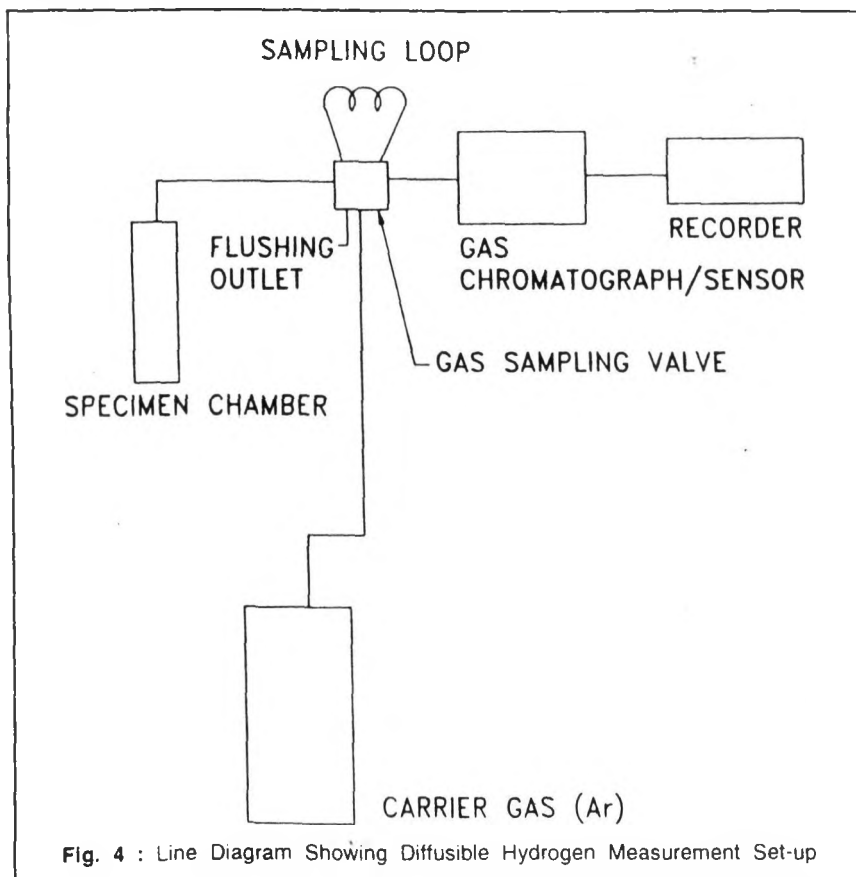 SAMPLING LOOP
FLUSHING
OUTLET
GAS
CHROMATOGRAPH/SENSOR
RECORDER
GAS SAMPLING VALVE
SPECIMEN CHAMBER
CARRIER GAS (Ar)
Fig. 4 : Line Diagram Showing Diffusible Hydrogen Measurement Set-up